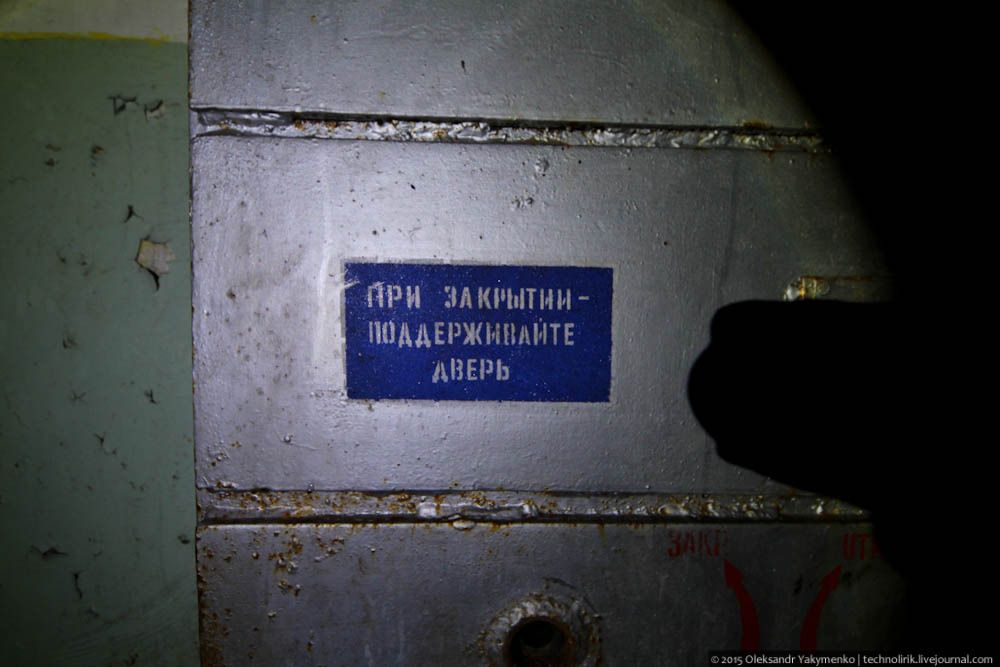 ПРИ ЗАКРЫТИИ -
ПОДДЕРЖИВАЙТЕ
ДВЕРЬ
ЗАКР
© 2015 Oleksandr Yakymenko | technolirik.livejournal.com